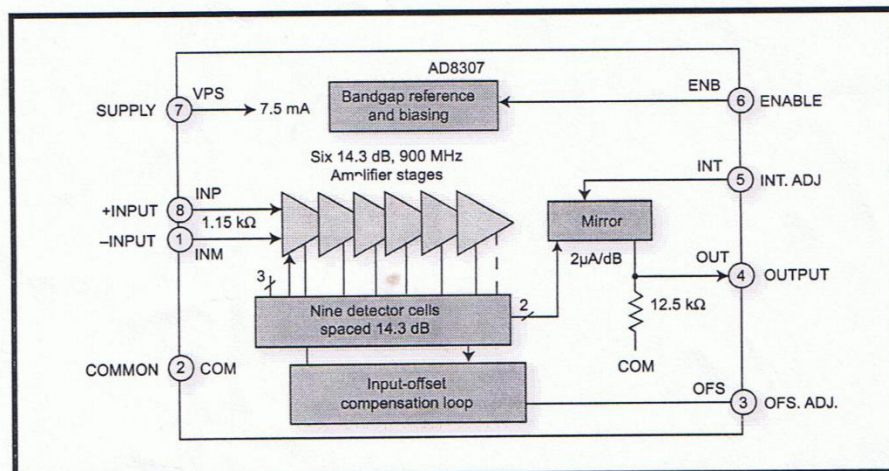 AD8307
SUPPLY 7 VPS 7.5 mA
Bandgap reference
and biasing
ENB 6 ENABLE
Six 14.3 dB, 900 MHz
Amplifier stages
INT 5 INT. ADJ
+INPUT 8 INP
1.15 kΩ
–INPUT 1 INM
Mirror
2µA/dB
OUT 4 OUTPUT
3
Nine detector cells
spaced 14.3 dB
2
12.5 kΩ
COM
COMMON 2 COM
Input-offset
compensation loop
OFS 3 OFS. ADJ.